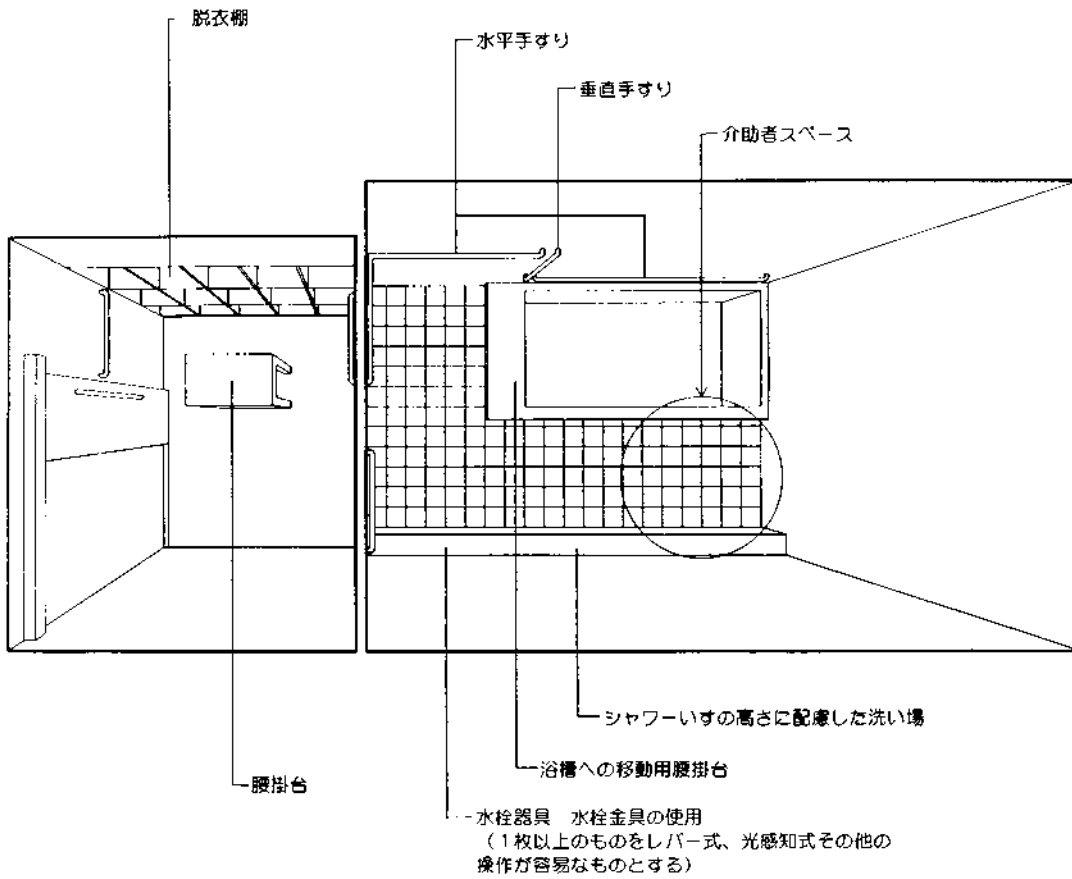 脱衣棚
水平手すり
垂直手すり
介助者スペース
シャワーいすの高さに配慮した洗い場
浴槽への移動用腰掛台
腰掛台
水栓器具　水栓金具の使用
（1枚以上のものをレバー式、光感知式その他の
操作が容易なものとする）